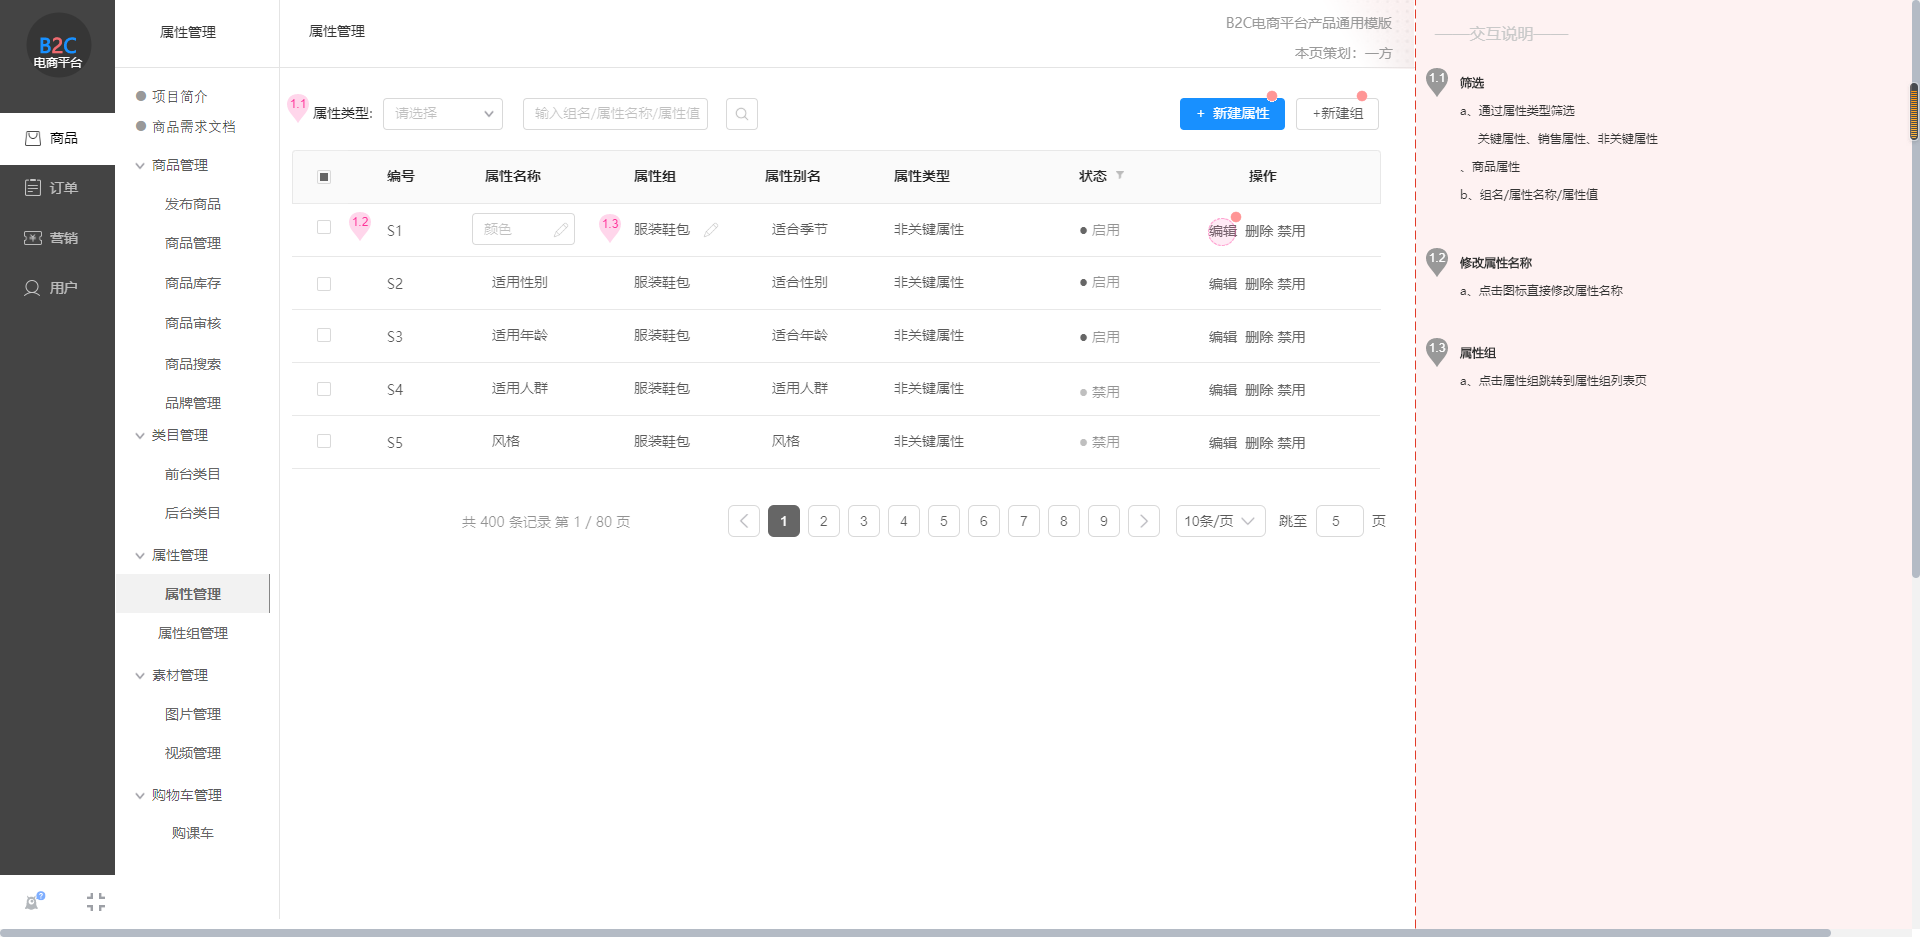 B2C
电商平台
商品
订单
营销
用户
属性管理
项目简介
商品需求文档
商品管理
发布商品
商品管理
商品库存
商品审核
商品搜索
品牌管理
类目管理
前台类目
后台类目
属性管理
属性管理
属性组管理
素材管理
图片管理
视频管理
购物车管理
购课车
属性管理
B2C电商平台产品通用模版
本页策划：一方
1.1 属性类型: 请选择 输入组名/属性名称/属性值 + 新建属性 +新建组
编号 属性名称 属性组 属性别名 属性类型 状态 操作
1.2 S1 颜色 1.3 服装鞋包 适合季节 非关键属性 启用 编辑 删除 禁用
S2 适用性别 服装鞋包 适合性别 非关键属性 启用 编辑 删除 禁用
S3 适用年龄 服装鞋包 适合年龄 非关键属性 启用 编辑 删除 禁用
S4 适用人群 服装鞋包 适用人群 非关键属性 禁用 编辑 删除 禁用
S5 风格 服装鞋包 风格 非关键属性 禁用 编辑 删除 禁用
共 400 条记录 第 1 / 80 页 1 2 3 4 5 6 7 8 9 10条/页 跳至 5 页
——交互说明——
1.1 筛选
a、通过属性类型筛选
关键属性、销售属性、非关键属性
、商品属性
b、组名/属性名称/属性值
1.2 修改属性名称
a、点击图标直接修改属性名称
1.3 属性组
a、点击属性组跳转到属性组列表页
?